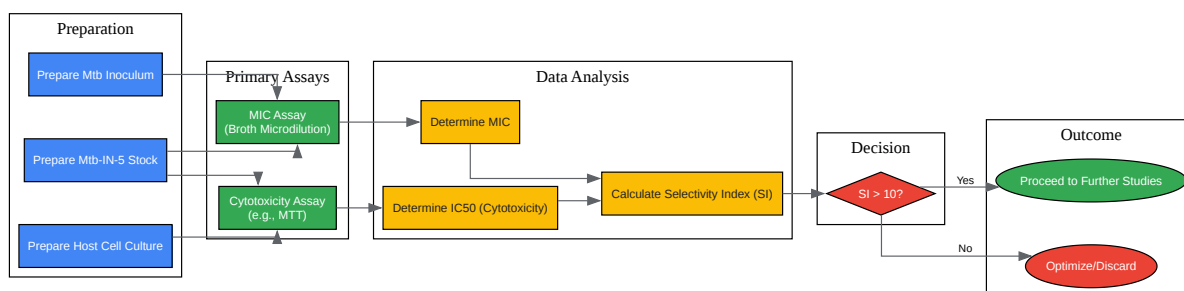 Preparation
Prepare Mtb Inoculum
Prepare Mtb-IN-5 Stock
Prepare Host Cell Culture
Primary Assays
MIC Assay
(Broth Microdilution)
Cytotoxicity Assay
(e.g., MTT)
Data Analysis
Determine MIC
Determine IC50 (Cytotoxicity)
Calculate Selectivity Index (SI)
Decision
SI > 10?
Yes
No
Outcome
Proceed to Further Studies
Optimize/Discard